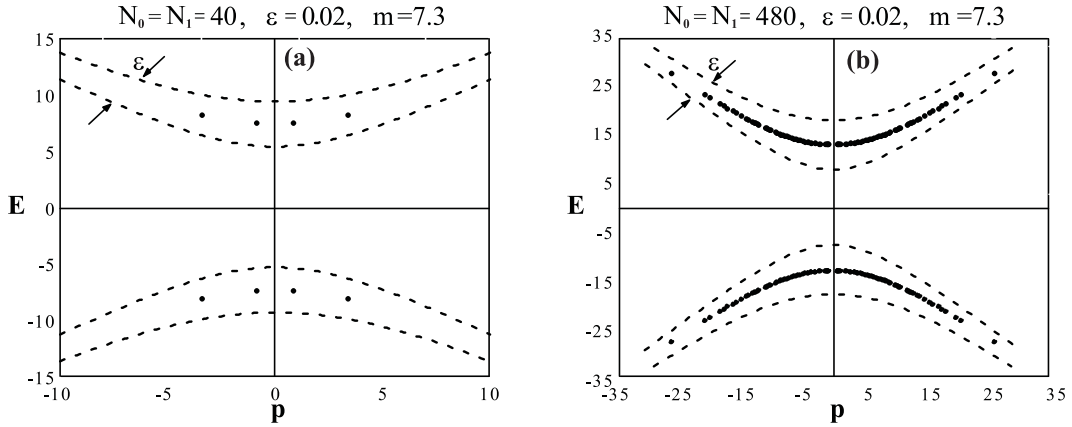 N₀ = N₁ = 40, ε = 0.02, m = 7.3
(a)
ε
15
10
5
E 0
-5
-10
-15
-10 -5 0 5 10
p
N₀ = N₁ = 480, ε = 0.02, m = 7.3
(b)
ε
35
25
15
5
E
-5
-15
-25
-35
-35 -25 -15 -5 5 15 25 35
p